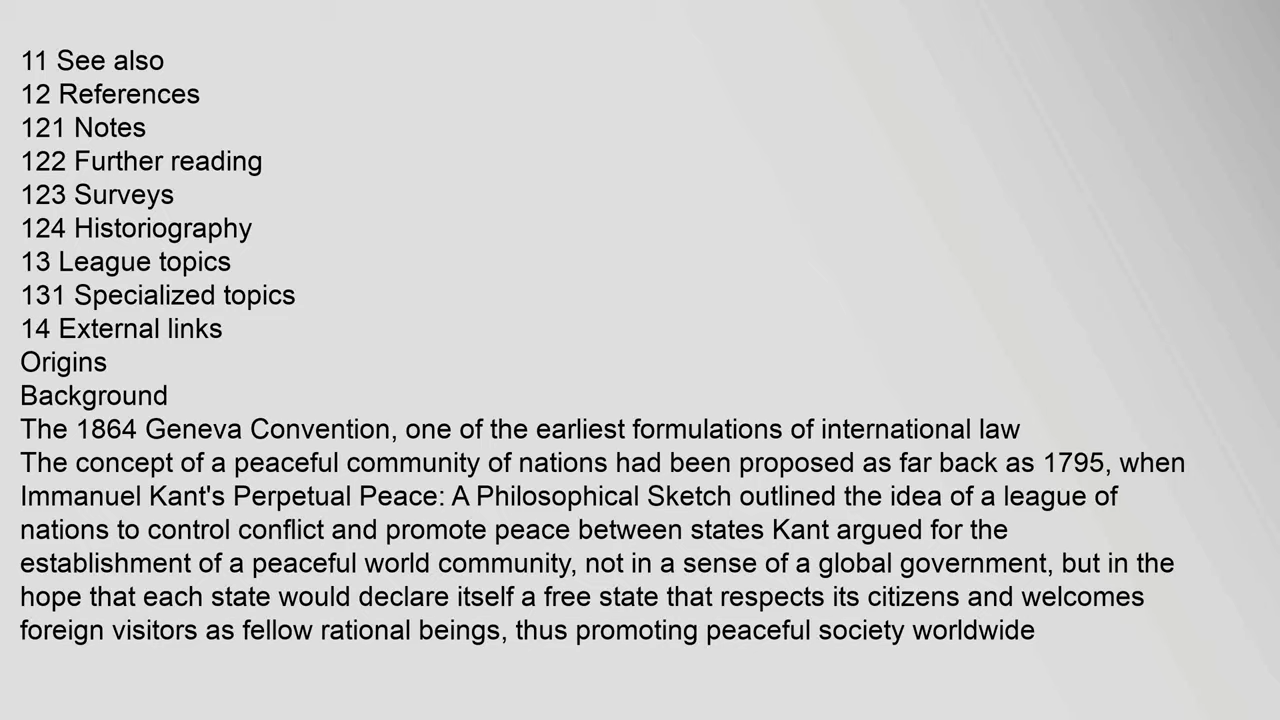 11 See also
12 References
121 Notes
122 Further reading
123 Surveys
124 Historiography
13 League topics
131 Specialized topics
14 External links
Origins
Background
The 1864 Geneva Convention, one of the earliest formulations of international law
The concept of a peaceful community of nations had been proposed as far back as 1795, when
Immanuel Kant's Perpetual Peace: A Philosophical Sketch outlined the idea of a league of
nations to control conflict and promote peace between states Kant argued for the
establishment of a peaceful world community, not in a sense of a global government, but in the
hope that each state would declare itself a free state that respects its citizens and welcomes
foreign visitors as fellow rational beings, thus promoting peaceful society worldwide